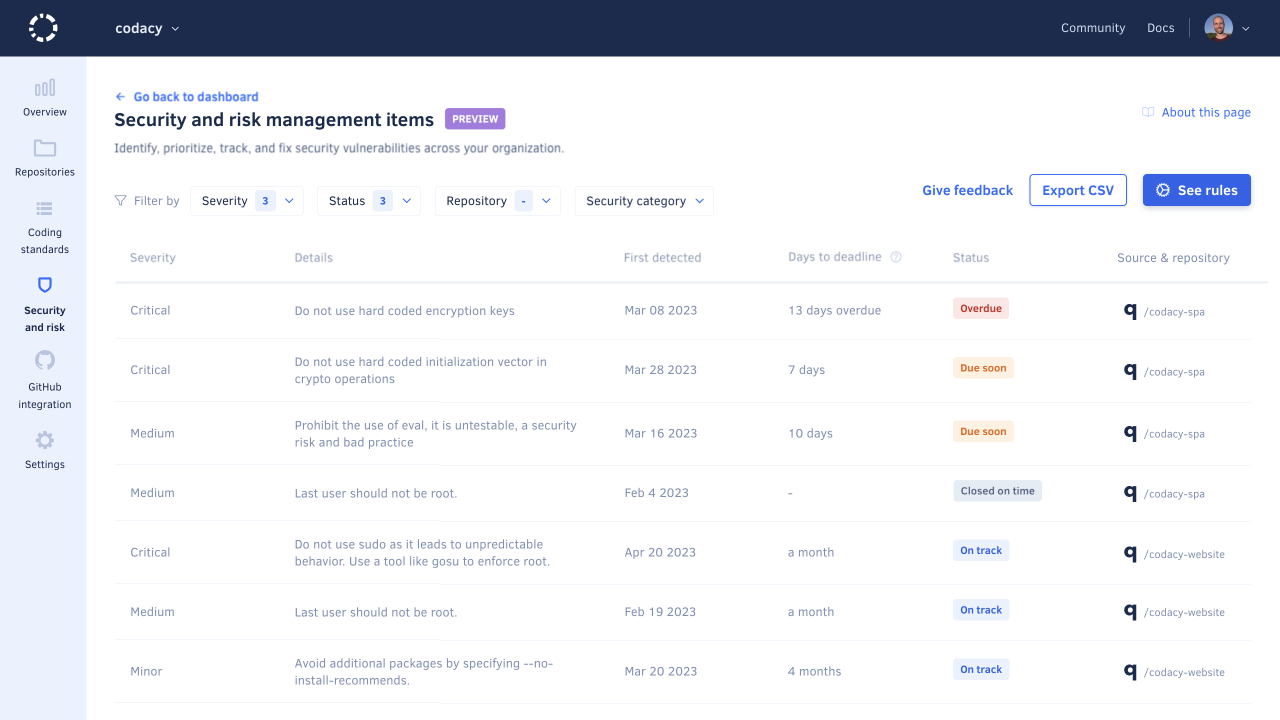 codacy
Community
Docs
Overview
Repositories
Coding
standards
Security
and risk
GitHub
integration
Settings
Go back to dashboard
Security and risk management items PREVIEW
About this page
Identify, prioritize, track, and fix security vulnerabilities across your organization.
Filter by
Severity 3
Status 3
Repository -
Security category
Give feedback
Export CSV
See rules
Severity Details First detected Days to deadline ? Status Source & repository
Critical Do not use hard coded encryption keys Mar 08 2023 13 days overdue Overdue q /codacy-spa
Critical Do not use hard coded initialization vector in
crypto operations Mar 28 2023 7 days Due soon q /codacy-spa
Medium Prohibit the use of eval, it is untestable, a security
risk and bad practice Mar 16 2023 10 days Due soon q /codacy-spa
Medium Last user should not be root. Feb 4 2023 - Closed on time q /codacy-spa
Critical Do not use sudo as it leads to unpredictable
behavior. Use a tool like gosu to enforce root. Apr 20 2023 a month On track q /codacy-website
Medium Last user should not be root. Feb 19 2023 a month On track q /codacy-website
Minor Avoid additional packages by specifying --no-
install-recommends. Mar 20 2023 4 months On track q /codacy-website